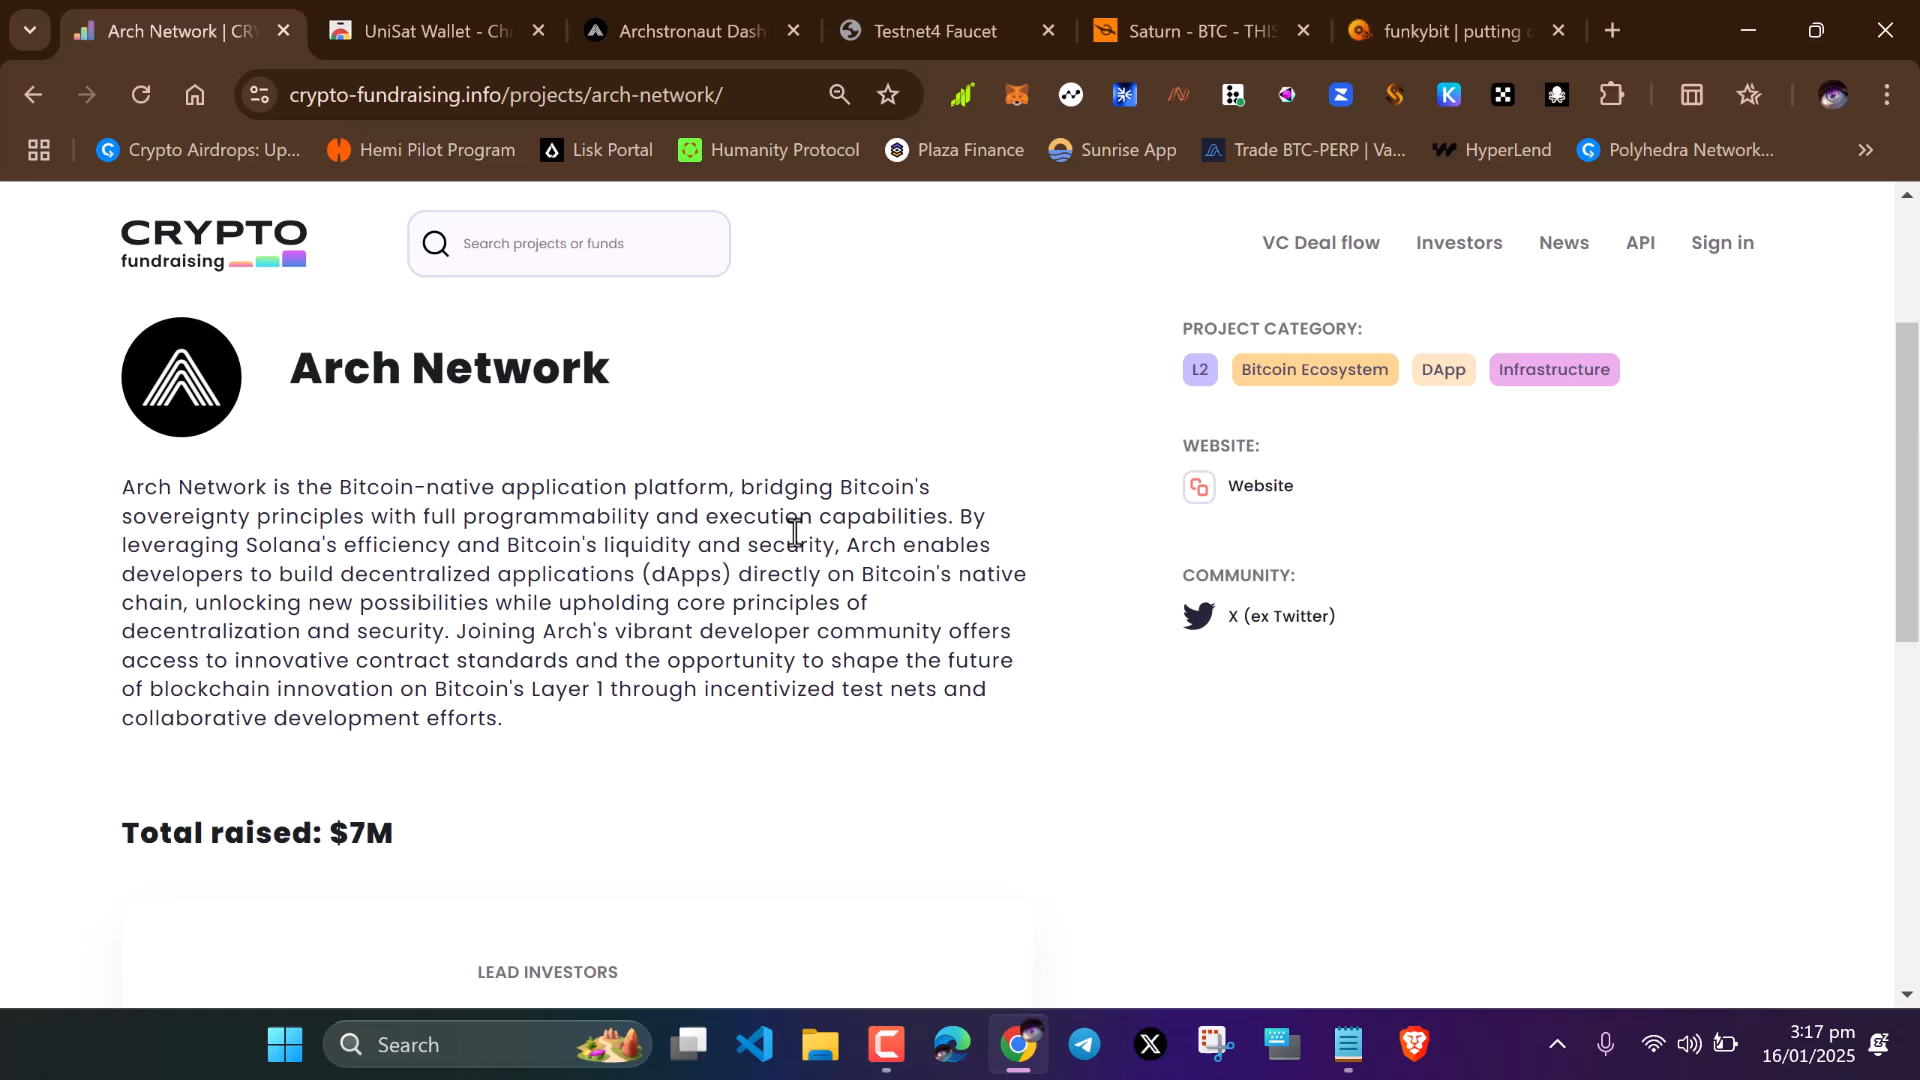 Arch Network | CR
UniSat Wallet - Ch
Archstronaut Dash
Testnet4 Faucet
Saturn - BTC - THIS
funkybit | putting
crypto-fundraising.info/projects/arch-network/
Crypto Airdrops: Up...
Hemi Pilot Program
Lisk Portal
Humanity Protocol
Plaza Finance
Sunrise App
Trade BTC-PERP | Va...
HyperLend
Polyhedra Network...
CRYPTO
fundraising
Search projects or funds
VC Deal flow
Investors
News
API
Sign in
Arch Network
Arch Network is the Bitcoin-native application platform, bridging Bitcoin's
sovereignty principles with full programmability and execution capabilities. By
leveraging Solana's efficiency and Bitcoin's liquidity and security, Arch enables
developers to build decentralized applications (dApps) directly on Bitcoin's native
chain, unlocking new possibilities while upholding core principles of
decentralization and security. Joining Arch's vibrant developer community offers
access to innovative contract standards and the opportunity to shape the future
of blockchain innovation on Bitcoin's Layer 1 through incentivized test nets and
collaborative development efforts.
Total raised: $7M
LEAD INVESTORS
PROJECT CATEGORY:
L2
Bitcoin Ecosystem
DApp
Infrastructure
WEBSITE:
Website
COMMUNITY:
X (ex Twitter)
Search
3:17 pm
16/01/2025